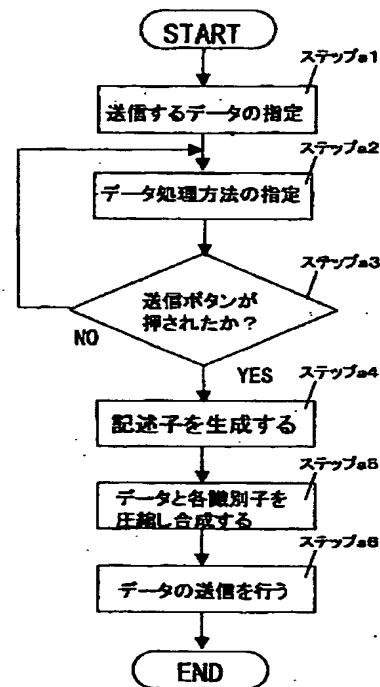 START
ステップa1
送信するデータの指定
ステップa2
データ処理方法の指定
ステップa3
送信ボタンが
押されたか？
NO
YES
ステップa4
記述子を生成する
ステップa5
データと各識別子を
圧縮し合成する
ステップa6
データの送信を行う
END